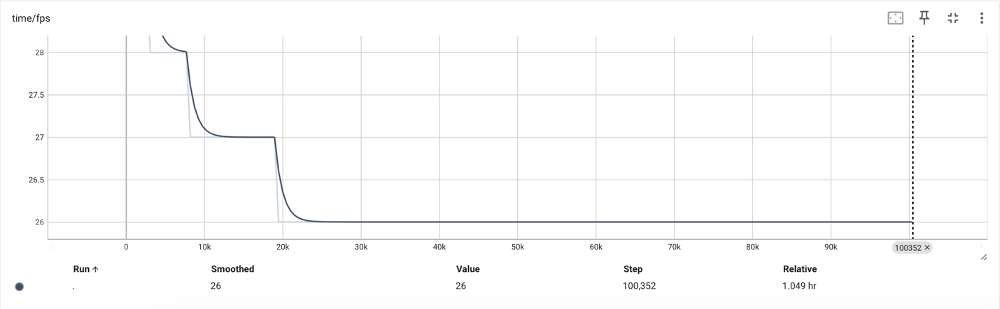 time/fps
28
27.5
27
26.5
26
0 10k 20k 30k 40k 50k 60k 70k 80k 90k 100352 ✕
Run ↑ Smoothed Value Step Relative
. 26 26 100,352 1.049 hr